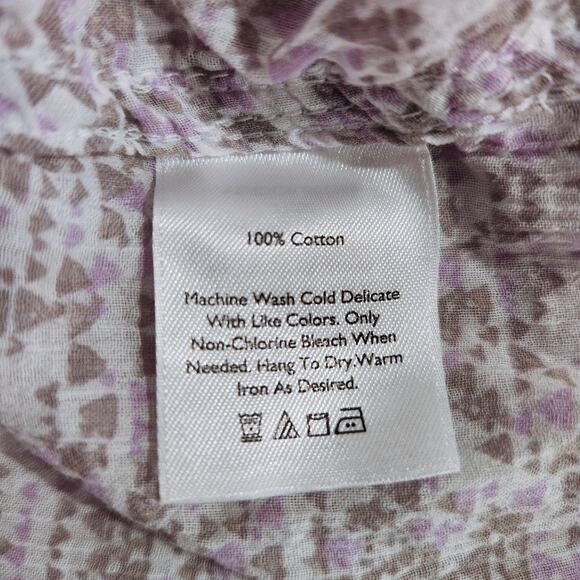 100% Cotton
Machine Wash Cold Delicate
With Like Colors. Only
Non-Chlorine Bleach When
Needed. Hang To Dry.Warm
Iron As Desired.